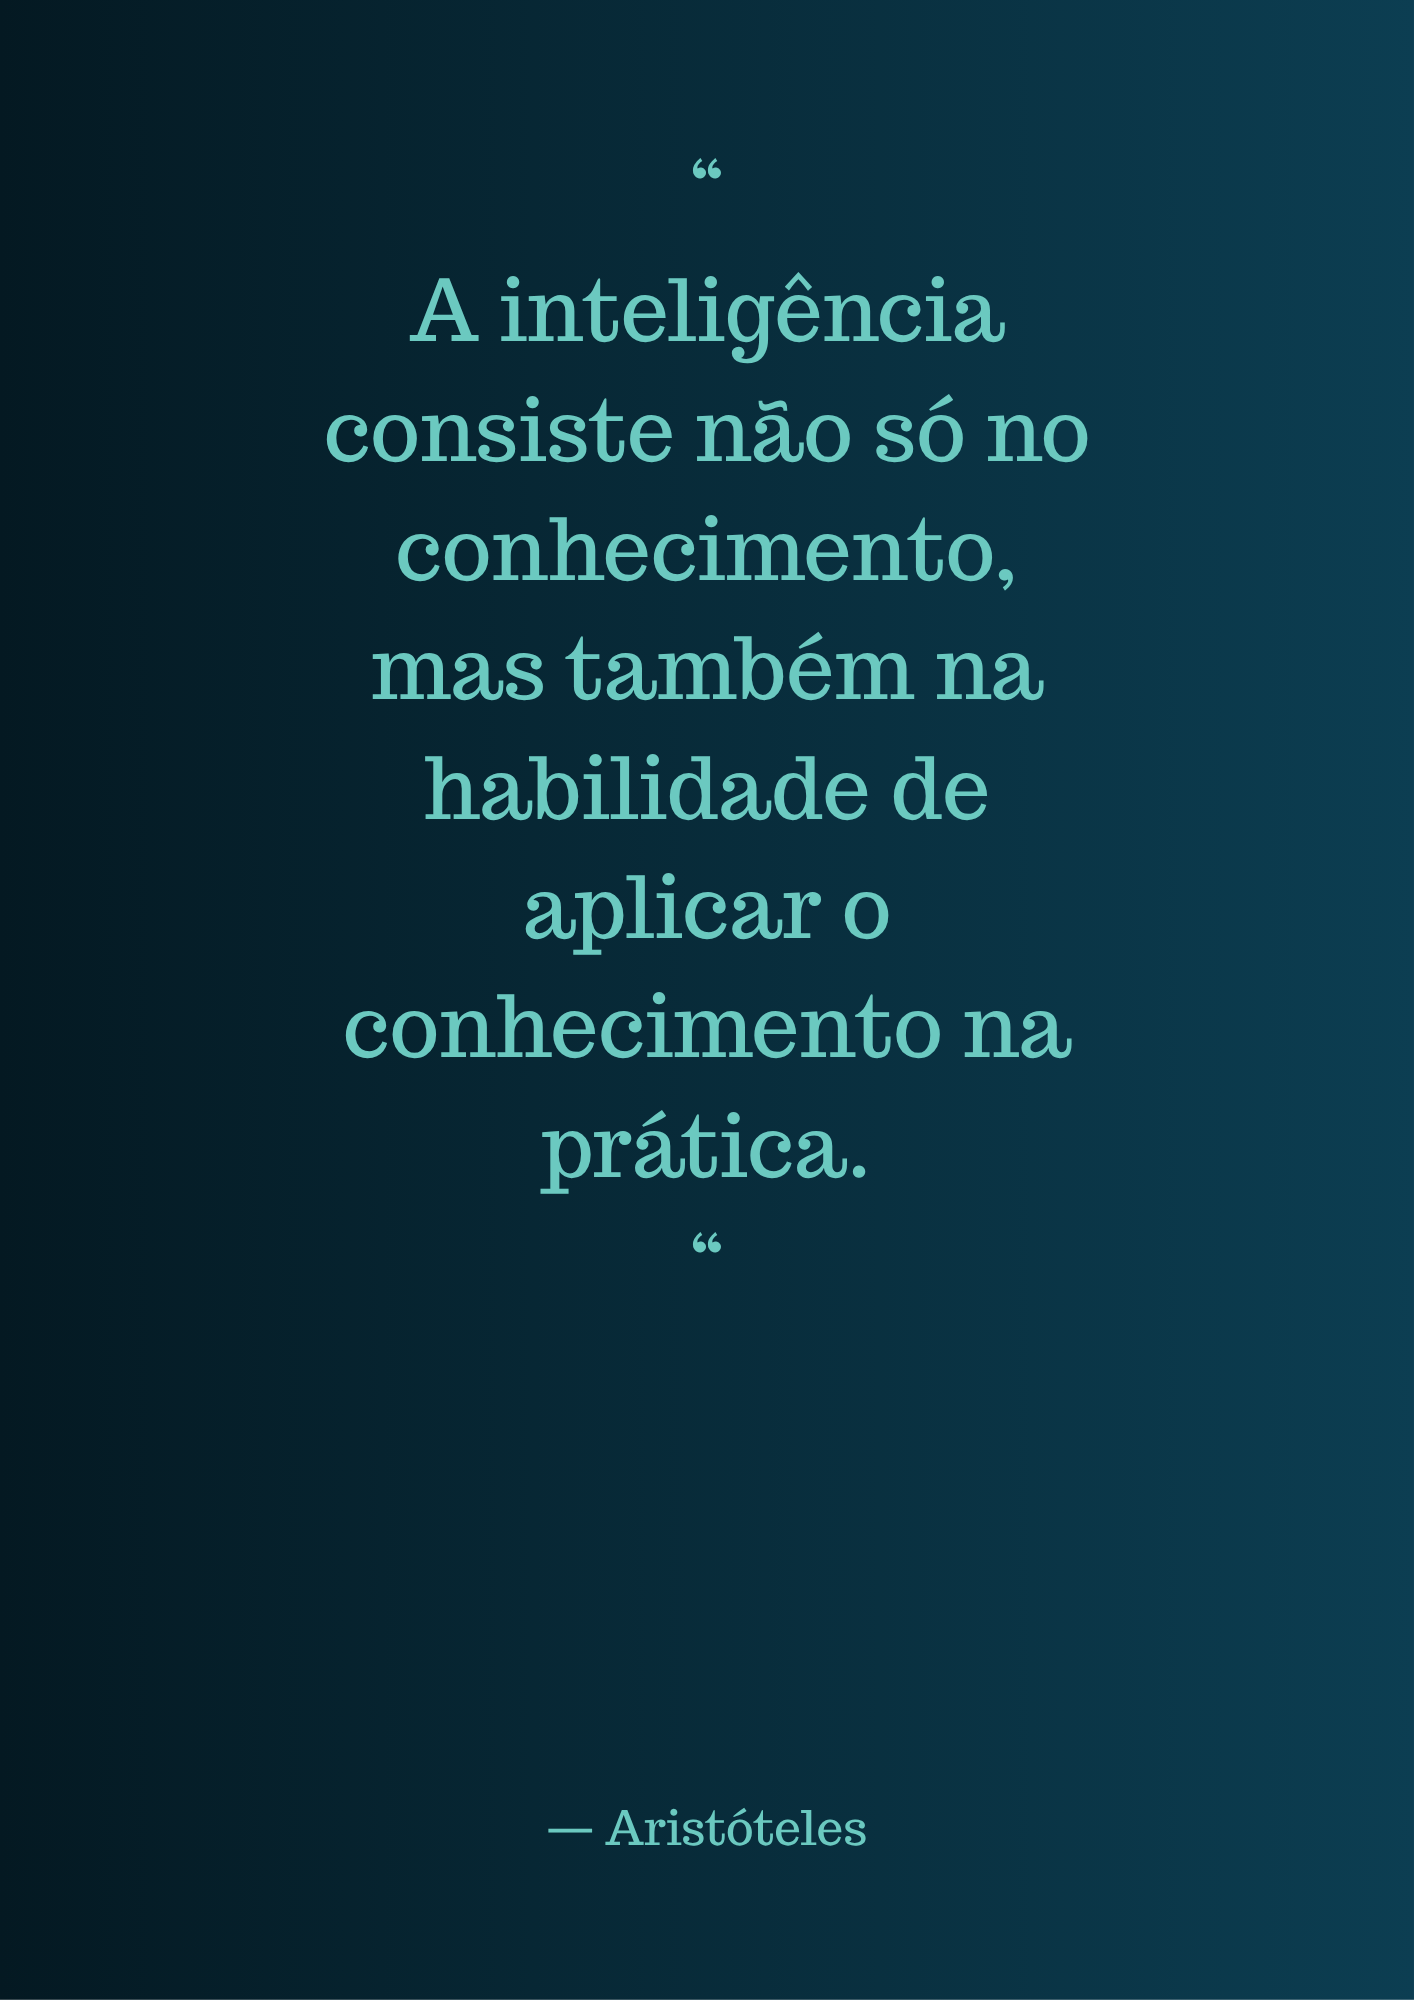 “
A inteligência
consiste não só no
conhecimento,
mas também na
habilidade de
aplicar o
conhecimento na
prática.
“
— Aristóteles